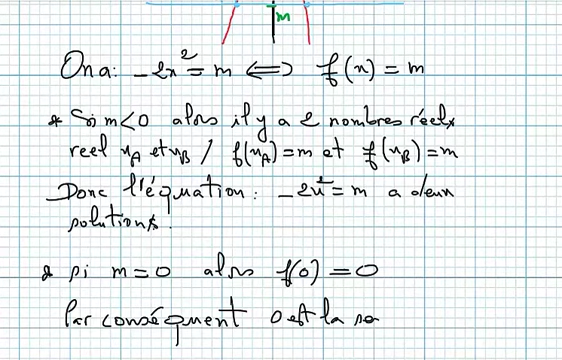 m
On a: -2x² = m ⟺ f(x) = m
* Si m<0 alors il y a 2 nombres réels
reel x_A et x_B / f(x_A)=m et f(x_B)=m
Donc l'équation: -2x²=m a deux
solutions.
* si m=0 alors f(0)=0
Par conséquent 0 est la so